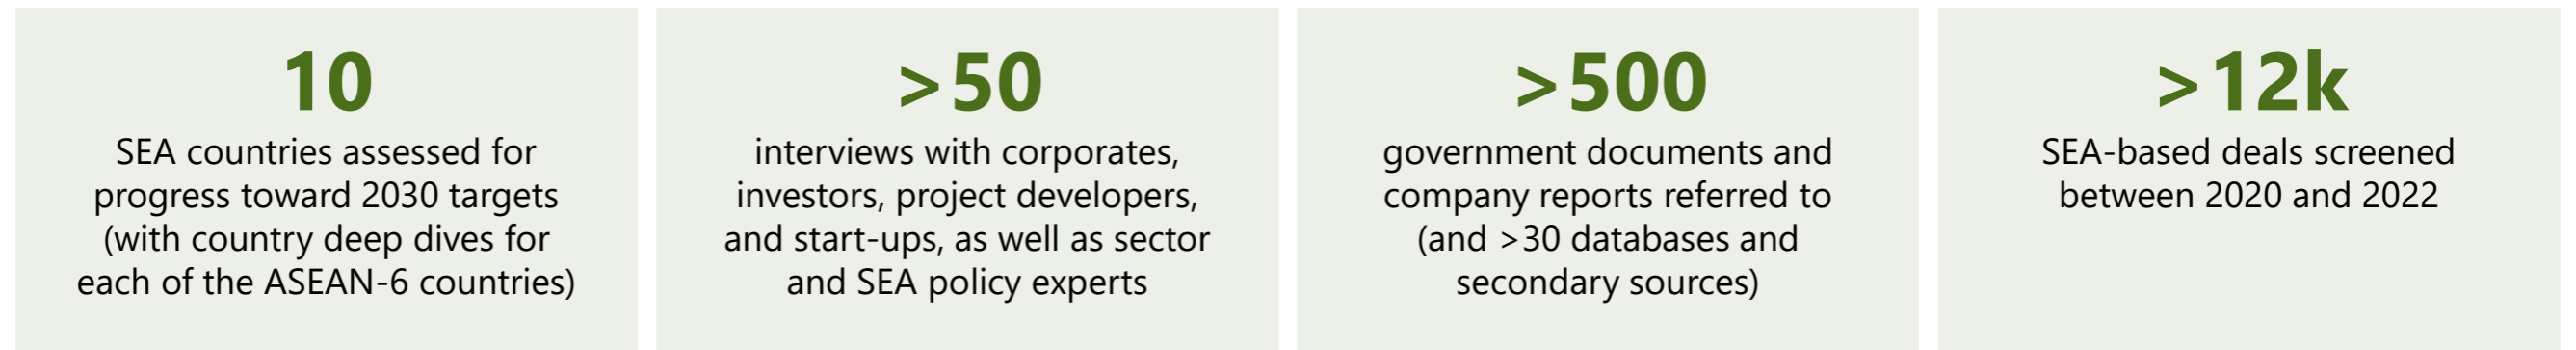 10
SEA countries assessed for
progress toward 2030 targets
(with country deep dives for
each of the ASEAN-6 countries)
>50
interviews with corporates,
investors, project developers,
and start-ups, as well as sector
and SEA policy experts
>500
government documents and
company reports referred to
(and >30 databases and
secondary sources)
>12k
SEA-based deals screened
between 2020 and 2022